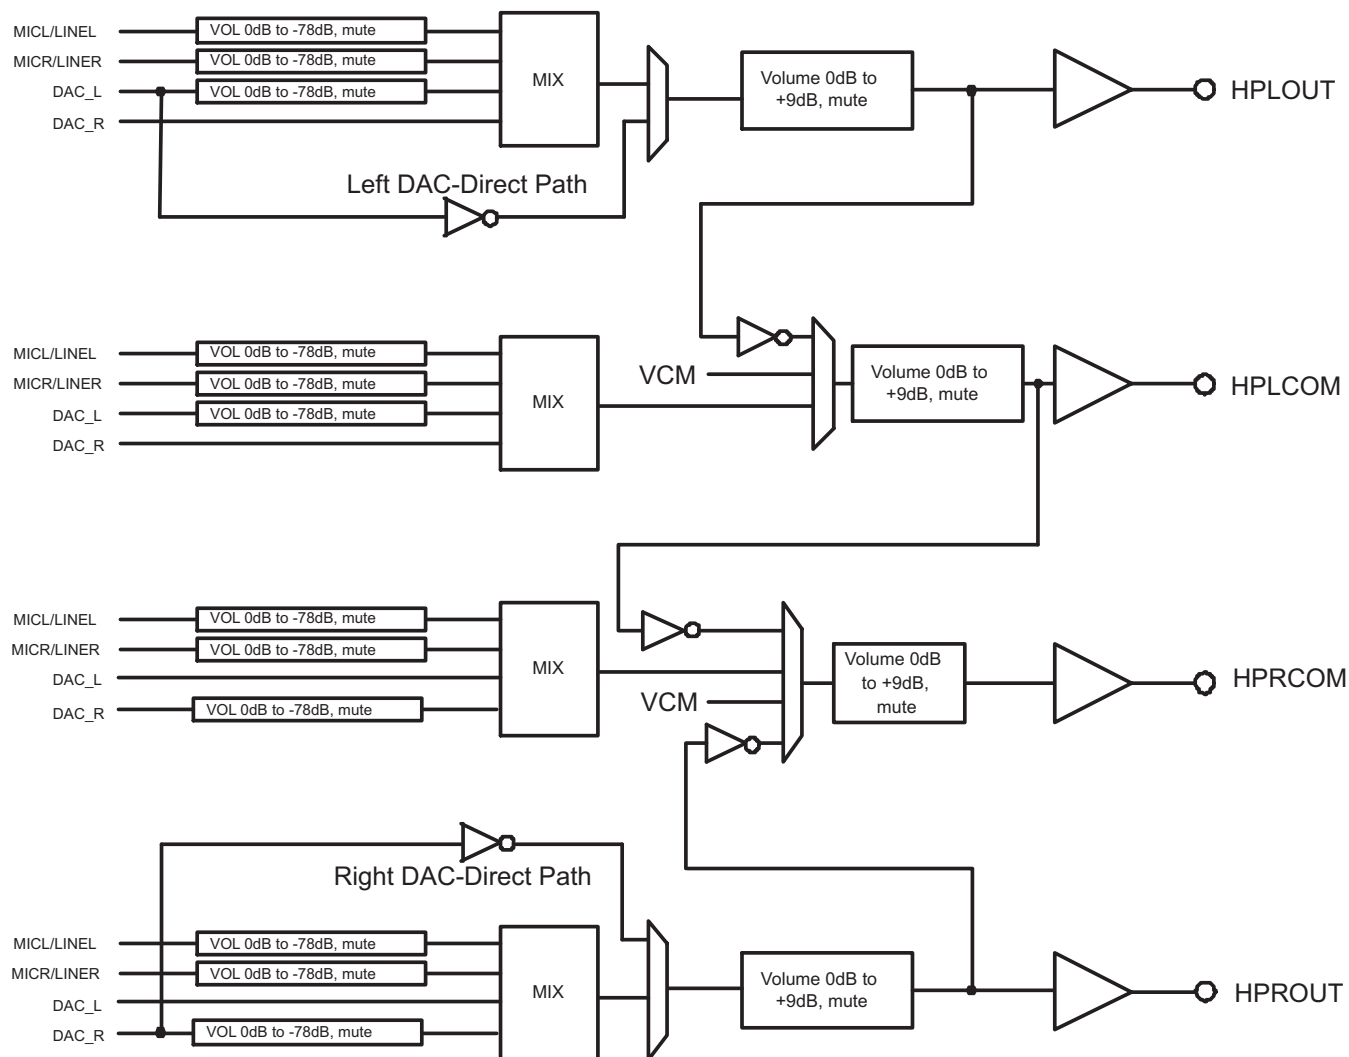 MICL/LINEL
VOL 0dB to -78dB, mute
MICR/LINER
VOL 0dB to -78dB, mute
DAC_L
VOL 0dB to -78dB, mute
DAC_R
MIX
Volume 0dB to
+9dB, mute
HPLOUT
Left DAC-Direct Path
MICL/LINEL
VOL 0dB to -78dB, mute
MICR/LINER
VOL 0dB to -78dB, mute
DAC_L
VOL 0dB to -78dB, mute
DAC_R
MIX
VCM
Volume 0dB to
+9dB, mute
HPLCOM
MICL/LINEL
VOL 0dB to -78dB, mute
MICR/LINER
VOL 0dB to -78dB, mute
DAC_L
DAC_R
VOL 0dB to -78dB, mute
MIX
VCM
Volume 0dB
to +9dB,
mute
HPRCOM
Right DAC-Direct Path
MICL/LINEL
VOL 0dB to -78dB, mute
MICR/LINER
VOL 0dB to -78dB, mute
DAC_L
DAC_R
VOL 0dB to -78dB, mute
MIX
Volume 0dB to
+9dB, mute
HPROUT